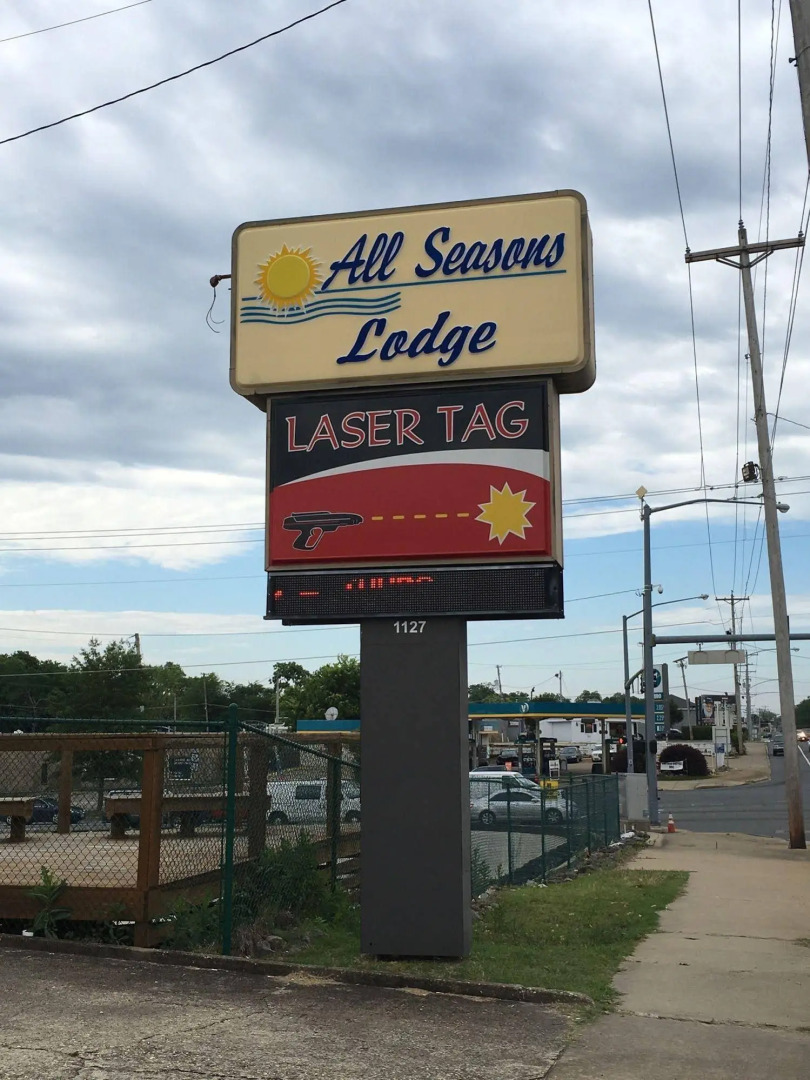 All Seasons
Lodge
LASER TAG
1127